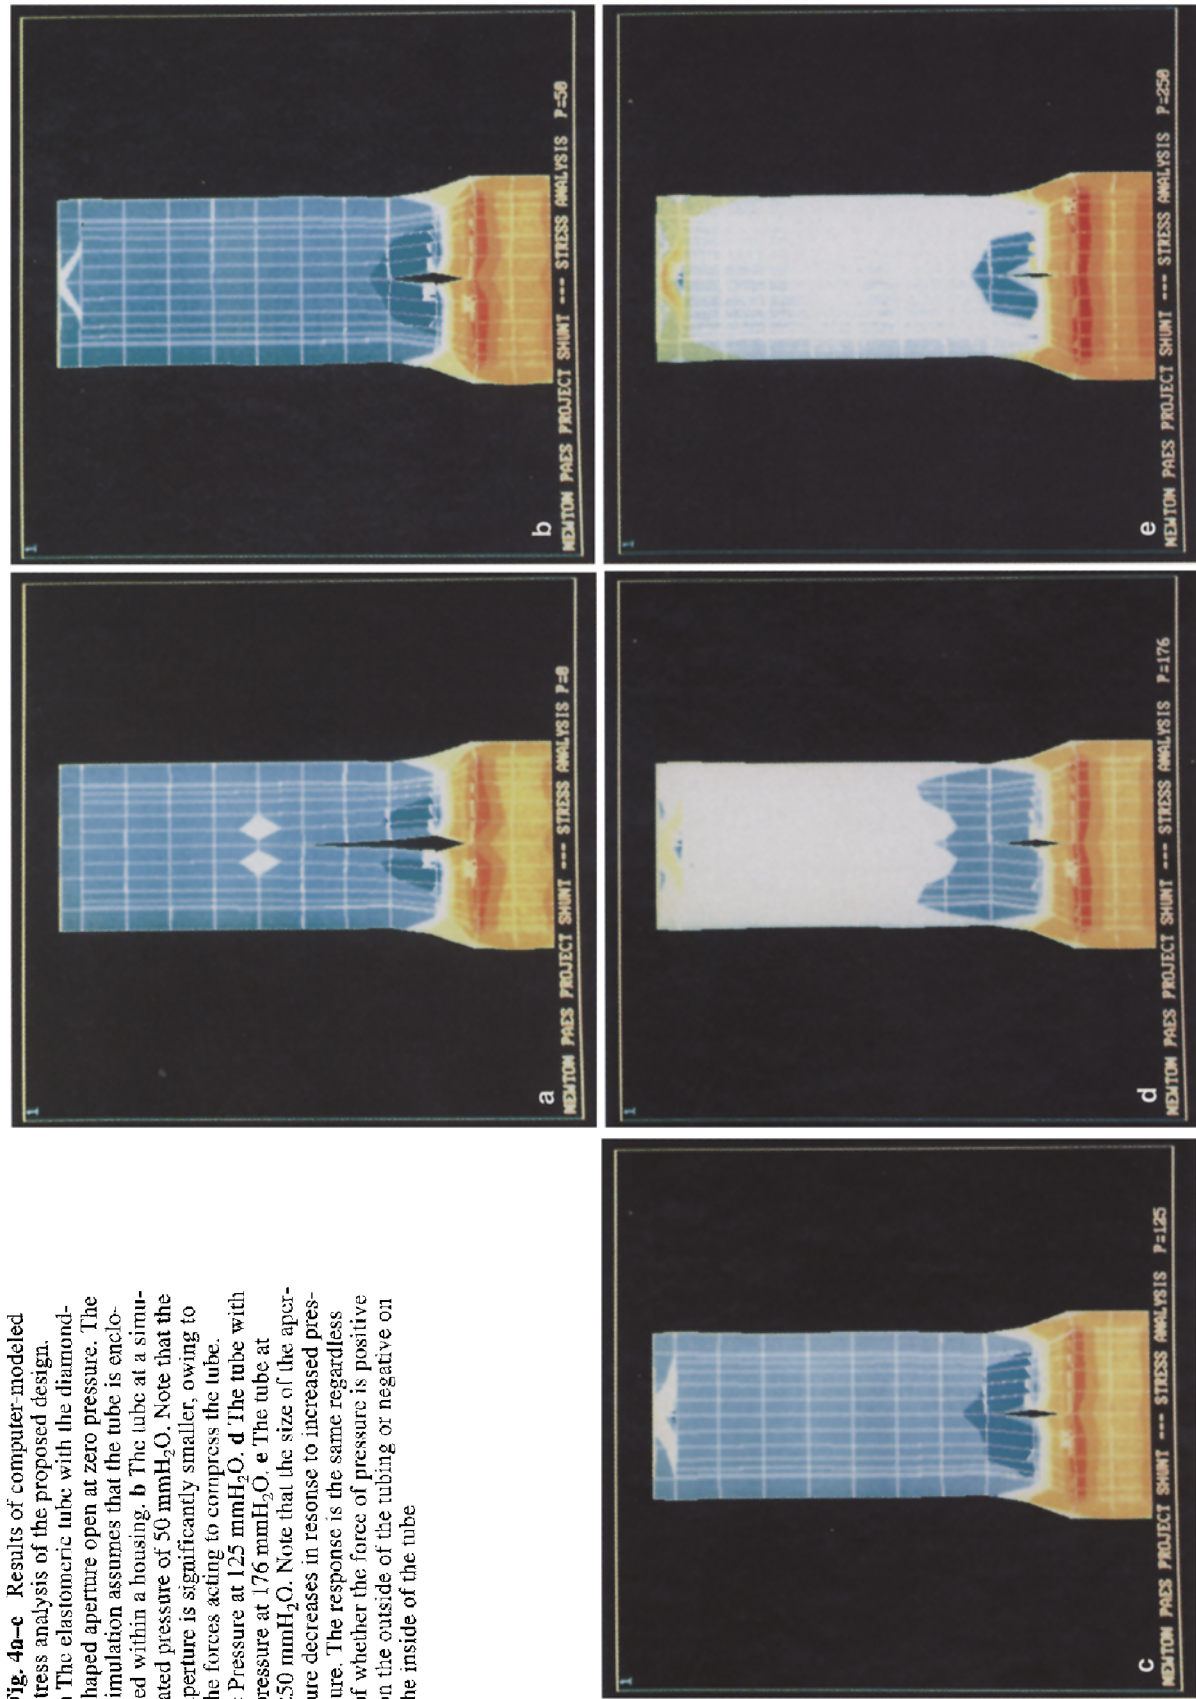 ig. 4a–e Results of computer-modeled
tress analysis of the proposed design.
The elastomeric tube with the diamond-
haped aperture open at zero pressure. The
imulation assumes that the tube is enclo-
ed within a housing. b The tube at a simu-
ated pressure of 50 mmH2O. Note that the
perture is significantly smaller, owing to
he forces acting to compress the tube.
Pressure at 125 mmH2O. d The tube with
ressure at 176 mmH2O. e The tube at
50 mmH2O. Note that the size of the aper-
ure decreases in resonse to increased pres-
ure. The response is the same regardless
f whether the force of pressure is positive
n the outside of the tubing or negative on
he inside of the tube
1
a
NEWTON PAES PROJECT SHUNT --- STRESS ANALYSIS P=0
1
b
NEWTON PAES PROJECT SHUNT --- STRESS ANALYSIS P=50
1
c
NEWTON PAES PROJECT SHUNT --- STRESS ANALYSIS P=125
1
d
NEWTON PAES PROJECT SHUNT --- STRESS ANALYSIS P=176
1
e
NEWTON PAES PROJECT SHUNT --- STRESS ANALYSIS P=250